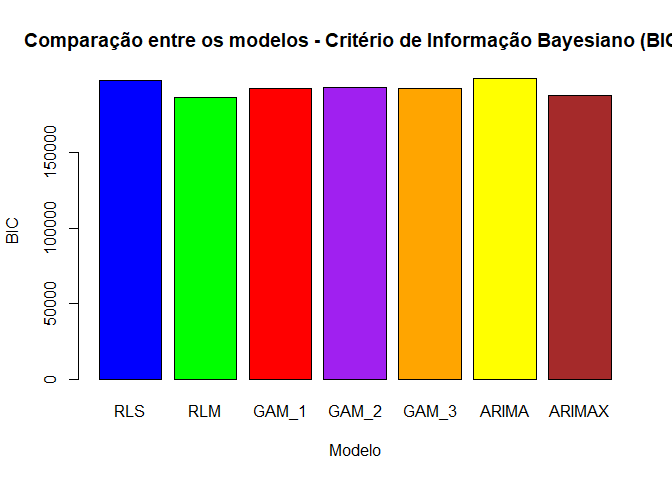 Comparação entre os modelos - Critério de Informação Bayesiano (BIC
BIC
150000
100000
50000
0
RLS RLM GAM_1 GAM_2 GAM_3 ARIMA ARIMAX
Modelo